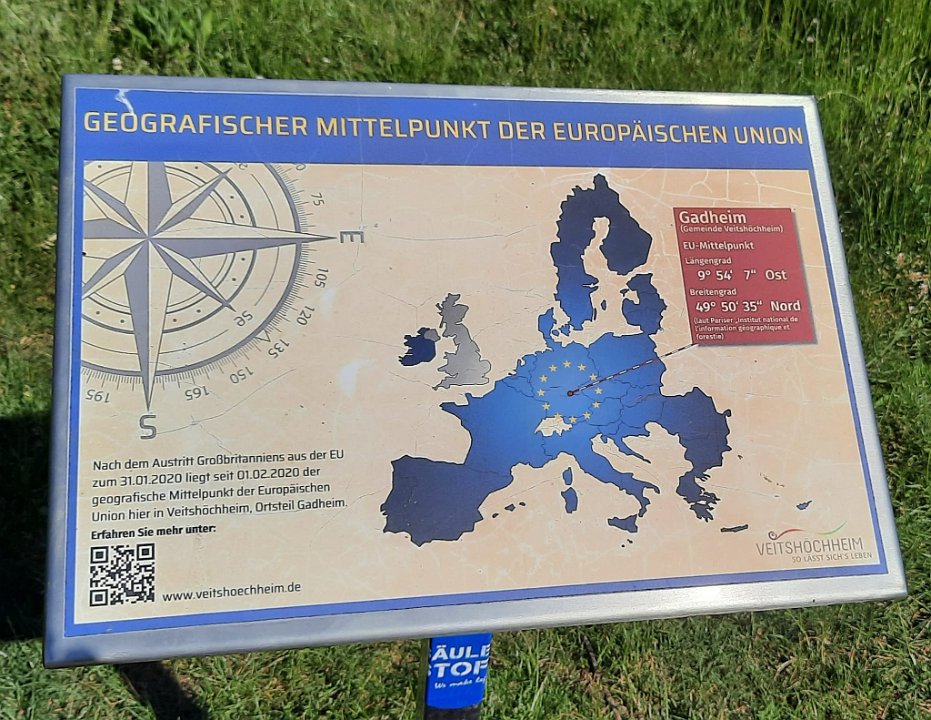 GEOGRAFISCHER MITTELPUNKT DER EUROPÄISCHEN UNION
75
E
105
120
135
SE
150
165
195
S
Gadheim
(Gemeinde Veitshöchheim)
EU-Mittelpunkt
Längengrad
9° 54' 7“ Ost
Breitengrad
49° 50' 35“ Nord
(laut Pariser „Institut national de
l'information géographique et
forestie)
Nach dem Austritt Großbritanniens aus der EU
zum 31.01.2020 liegt seit 01.02.2020 der
geografische Mittelpunkt der Europäischen
Union hier in Veitshöchheim, Ortsteil Gadheim.
Erfahren Sie mehr unter:
www.veitshoechheim.de
VEITSHÖCHHEIM
SO LÄSST SICH'S LEBEN
ÄULE
STOF
We make